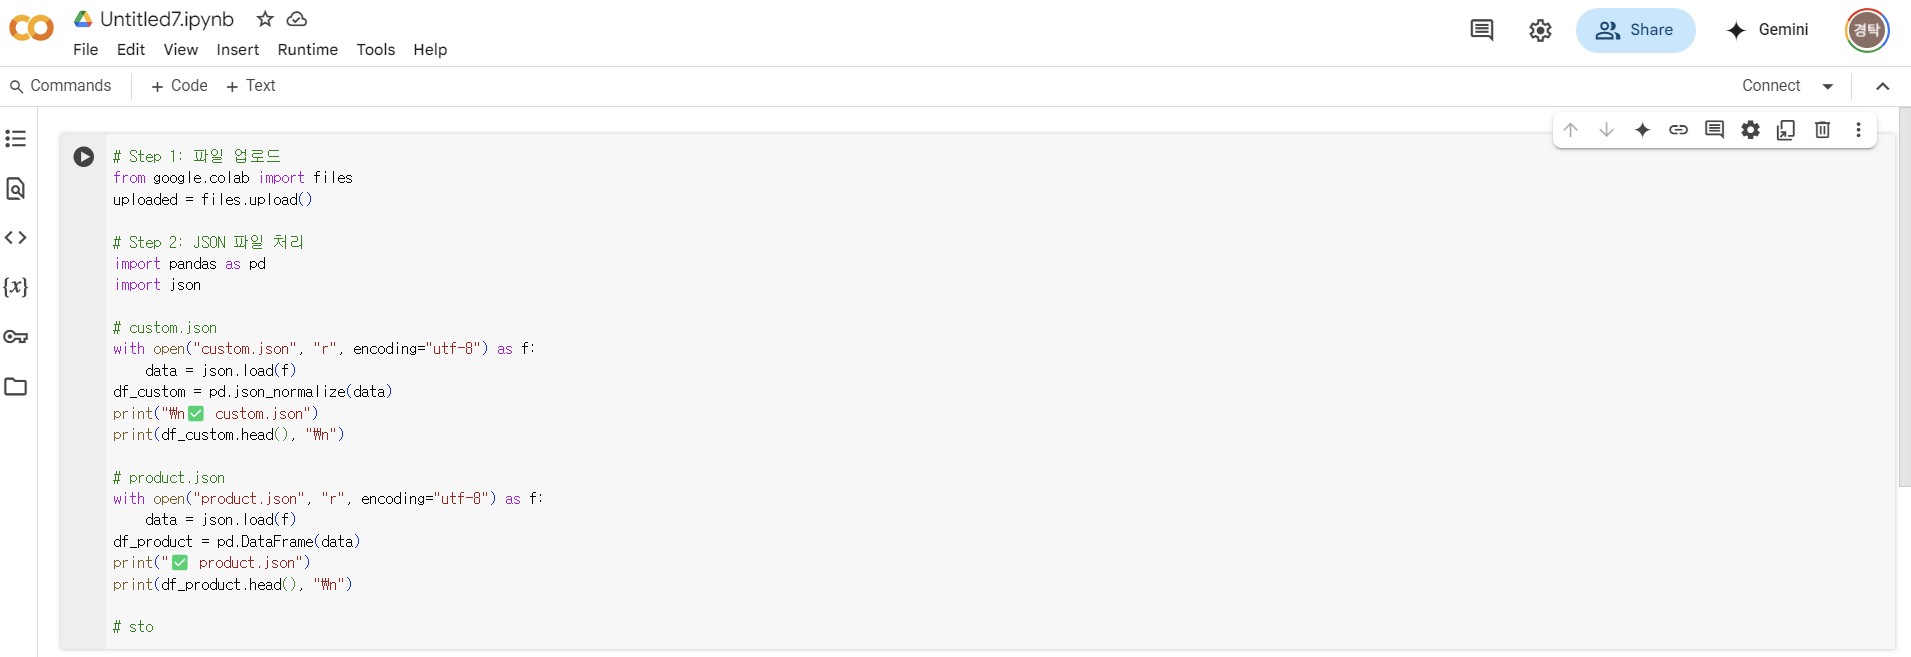 CO Untitled7.ipynb
File Edit View Insert Runtime Tools Help
Share
Gemini
경탁
Commands + Code + Text
Connect
# Step 1: 파일 업로드
from google.colab import files
uploaded = files.upload()
# Step 2: JSON 파일 처리
import pandas as pd
import json
# custom.json
with open("custom.json", "r", encoding="utf-8") as f:
data = json.load(f)
df_custom = pd.json_normalize(data)
print("₩n✅ custom.json")
print(df_custom.head(), "₩n")
# product.json
with open("product.json", "r", encoding="utf-8") as f:
data = json.load(f)
df_product = pd.DataFrame(data)
print("✅ product.json")
print(df_product.head(), "₩n")
# sto